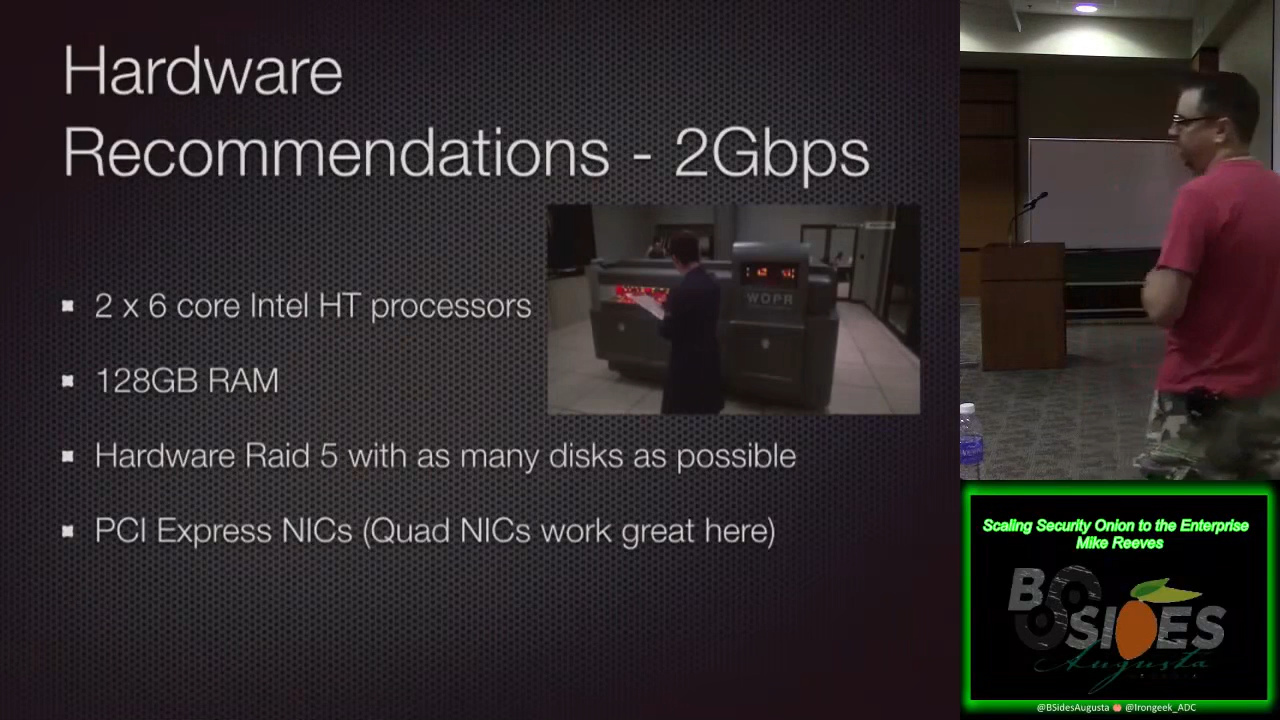 Hardware
Recommendations - 2Gbps
2 x 6 core Intel HT processors
128GB RAM
Hardware Raid 5 with as many disks as possible
PCI Express NICs (Quad NICs work great here)
WOPR
Scaling Security Onion to the Enterprise
Mike Reeves
BSIDES
Augusta
@BSidesAugusta @Irongeek_ADC